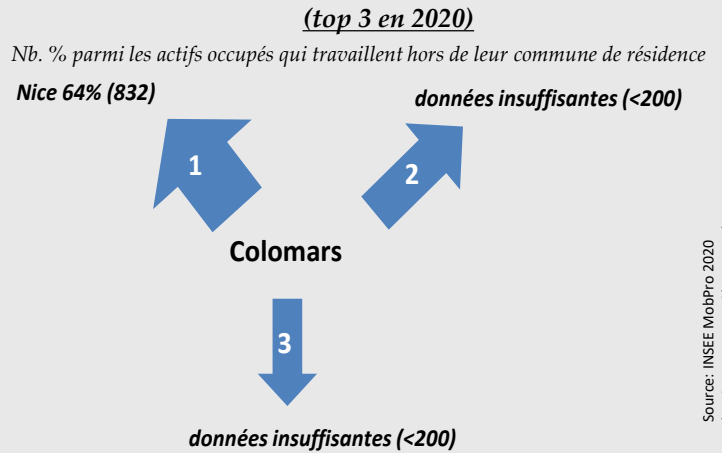 (top 3 en 2020)
Nb. % parmi les actifs occupés qui travaillent hors de leur commune de résidence
Nice 64% (832)
données insuffisantes (<200)
1
2
Colomars
3
données insuffisantes (<200)
Source: INSEE MobPro 2020